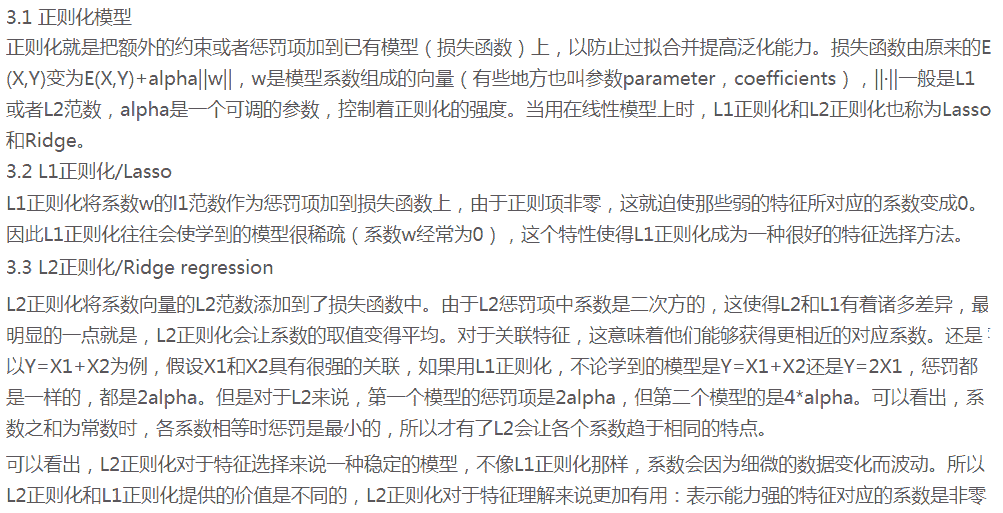 3.1 正则化模型
正则化就是把额外的约束或者惩罚项加到已有模型（损失函数）上，以防止过拟合并提高泛化能力。损失函数由原来的E
(X,Y)变为E(X,Y)+alpha||w||，w是模型系数组成的向量（有些地方也叫参数parameter，coefficients），||·||一般是L1
或者L2范数，alpha是一个可调的参数，控制着正则化的强度。当用在线性模型上时，L1正则化和L2正则化也称为Lasso
和Ridge。
3.2 L1正则化/Lasso
L1正则化将系数w的l1范数作为惩罚项加到损失函数上，由于正则项非零，这就迫使那些弱的特征所对应的系数变成0。
因此L1正则化往往会使学到的模型很稀疏（系数w经常为0），这个特性使得L1正则化成为一种很好的特征选择方法。
3.3 L2正则化/Ridge regression
L2正则化将系数向量的L2范数添加到了损失函数中。由于L2惩罚项中系数是二次方的，这使得L2和L1有着诸多差异，最
明显的一点就是，L2正则化会让系数的取值变得平均。对于关联特征，这意味着他们能够获得更相近的对应系数。还是
以Y=X1+X2为例，假设X1和X2具有很强的关联，如果用L1正则化，不论学到的模型是Y=X1+X2还是Y=2X1，惩罚都
是一样的，都是2alpha。但是对于L2来说，第一个模型的惩罚项是2alpha，但第二个模型的是4*alpha。可以看出，系
数之和为常数时，各系数相等时惩罚是最小的，所以才有了L2会让各个系数趋于相同的特点。
可以看出，L2正则化对于特征选择来说一种稳定的模型，不像L1正则化那样，系数会因为细微的数据变化而波动。所以
L2正则化和L1正则化提供的价值是不同的，L2正则化对于特征理解来说更加有用：表示能力强的特征对应的系数是非零